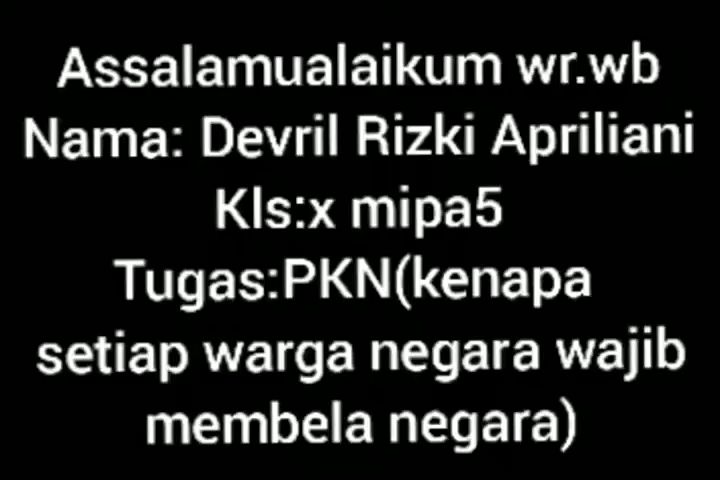 Assalamualaikum wr.wb
Nama: Devril Rizki Apriliani
Kls:x mipa5
Tugas:PKN(kenapa
setiap warga negara wajib
membela negara)